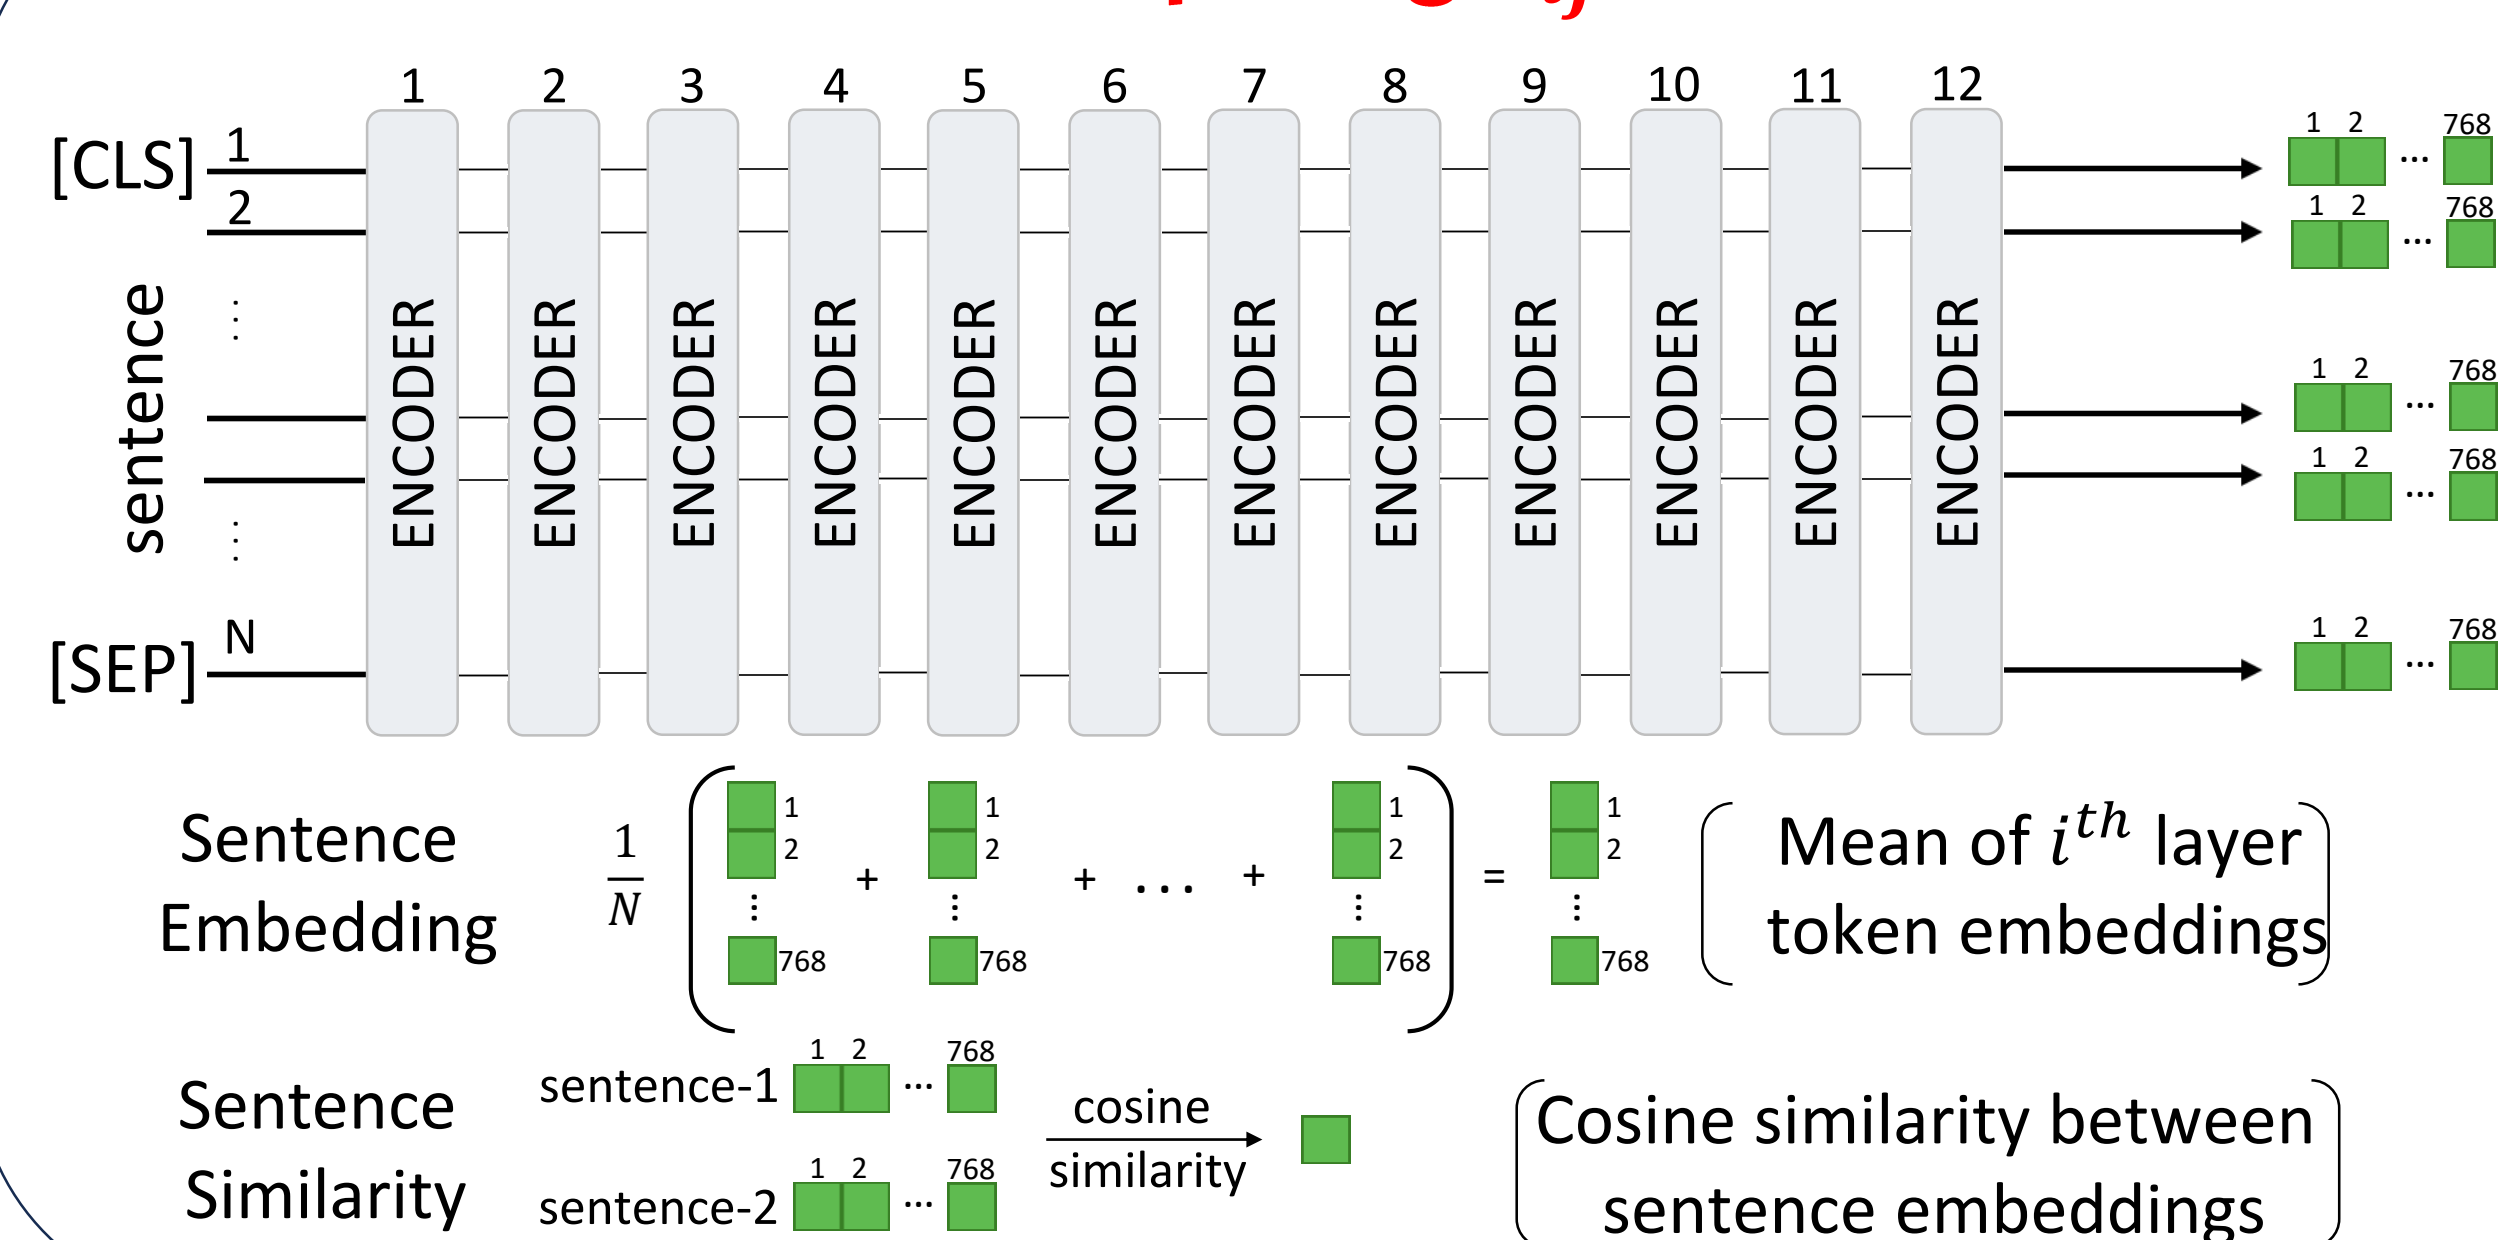 1 2 3 4 5 6 7 8 9 10 11 12
[CLS] 1
2
sentence
⋮
⋮
[SEP] N
ENCODER ENCODER ENCODER ENCODER ENCODER ENCODER ENCODER ENCODER ENCODER ENCODER ENCODER ENCODER
1 2 ... 768
1 2 ... 768
1 2 ... 768
1 2 ... 768
1 2 ... 768
Sentence
Embedding
1/N
1 2 ⋮ 768
+
1 2 ⋮ 768
+ ... +
1 2 ⋮ 768
=
1 2 ⋮ 768
Mean of i^th layer
token embeddings
Sentence
Similarity
sentence-1 1 2 ... 768
sentence-2 1 2 ... 768
cosine
similarity
Cosine similarity between
sentence embeddings